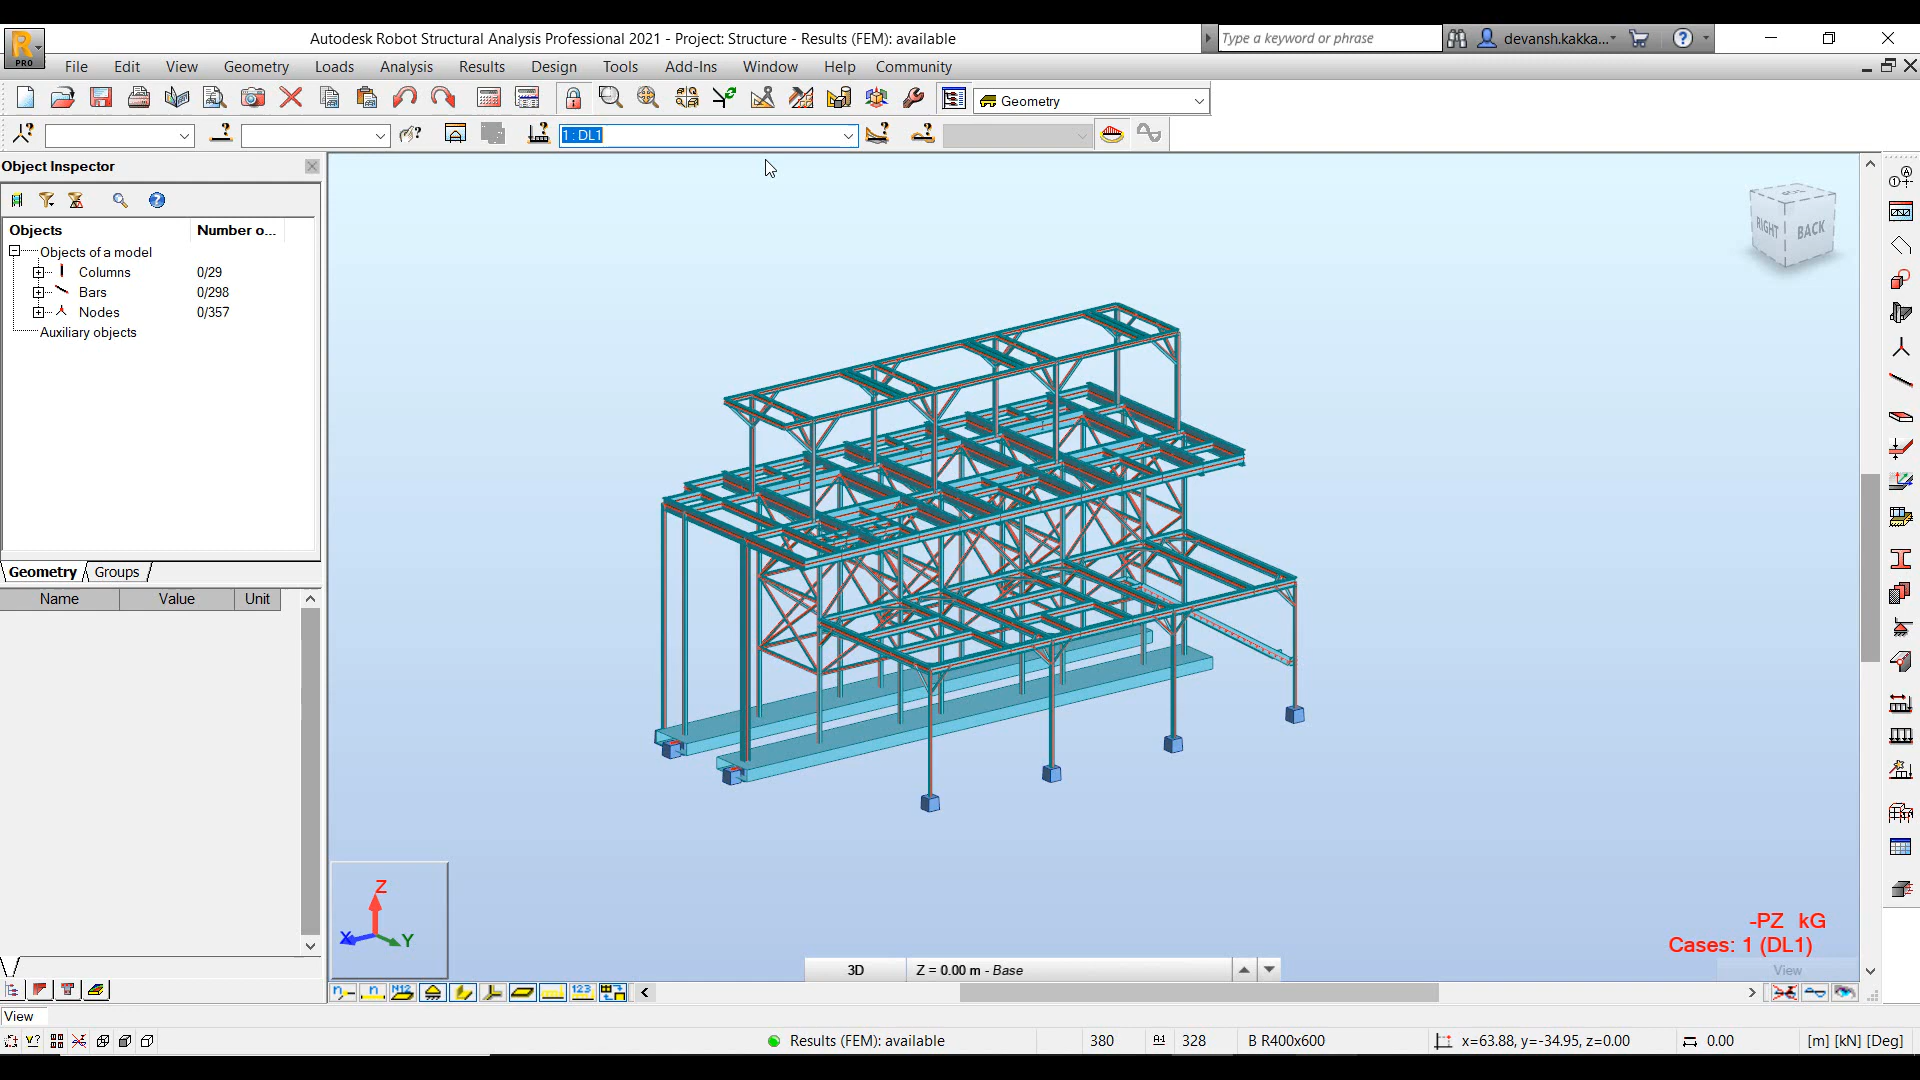 Autodesk Robot Structural Analysis Professional 2021 - Project: Structure - Results (FEM): available
Type a keyword or phrase
devansh.kakka...
PRO
File Edit View Geometry Loads Analysis Results Design Tools Add-Ins Window Help Community
Geometry
1 : DL1
Object Inspector
Objects Number o...
Objects of a model
Columns 0/29
Bars 0/298
Nodes 0/357
Auxiliary objects
Geometry Groups
Name Value Unit
TOP
RIGHT BACK
Z
X Y
-PZ kG
Cases: 1 (DL1)
3D Z = 0.00 m - Base
View
View
Results (FEM): available 380 328 B R400x600 x=63.88, y=-34.95, z=0.00 0.00 [m] [kN] [Deg]